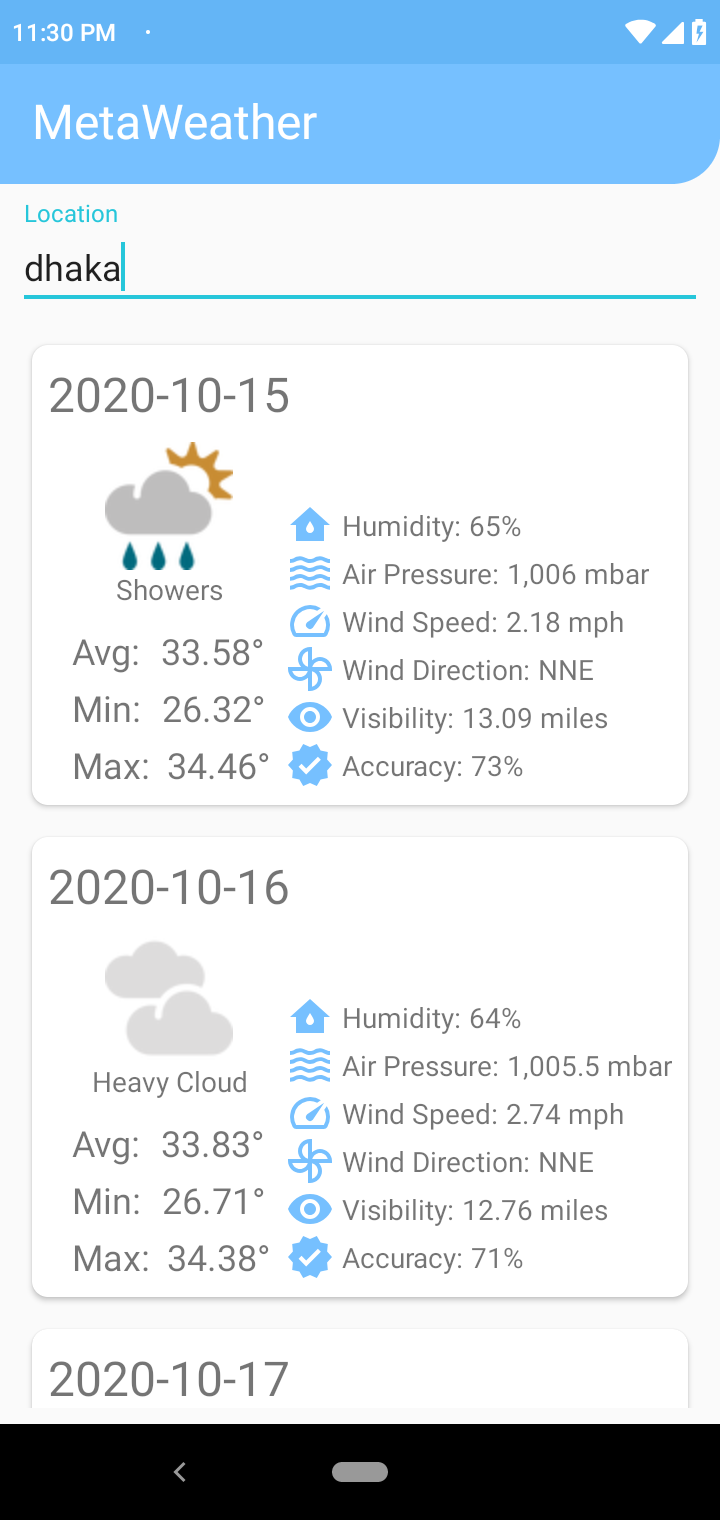 11:30 PM
MetaWeather
Location
dhaka
2020-10-15
Showers
Avg: 33.58°
Min: 26.32°
Max: 34.46°
Humidity: 65%
Air Pressure: 1,006 mbar
Wind Speed: 2.18 mph
Wind Direction: NNE
Visibility: 13.09 miles
Accuracy: 73%
2020-10-16
Heavy Cloud
Avg: 33.83°
Min: 26.71°
Max: 34.38°
Humidity: 64%
Air Pressure: 1,005.5 mbar
Wind Speed: 2.74 mph
Wind Direction: NNE
Visibility: 12.76 miles
Accuracy: 71%
2020-10-17